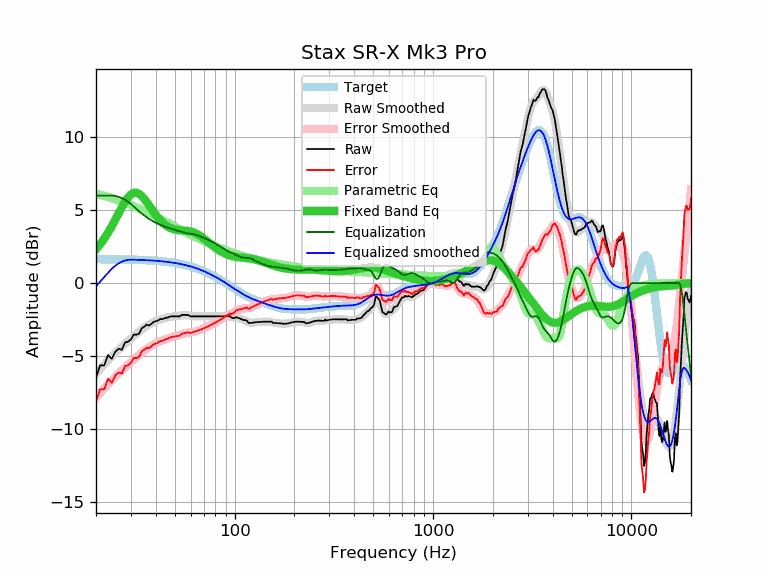 Stax SR-X Mk3 Pro
Target
Raw Smoothed
Error Smoothed
Raw
Error
Parametric Eq
Fixed Band Eq
Equalization
Equalized smoothed
10
5
0
−5
−10
−15
Amplitude (dBr)
100
1000
10000
Frequency (Hz)